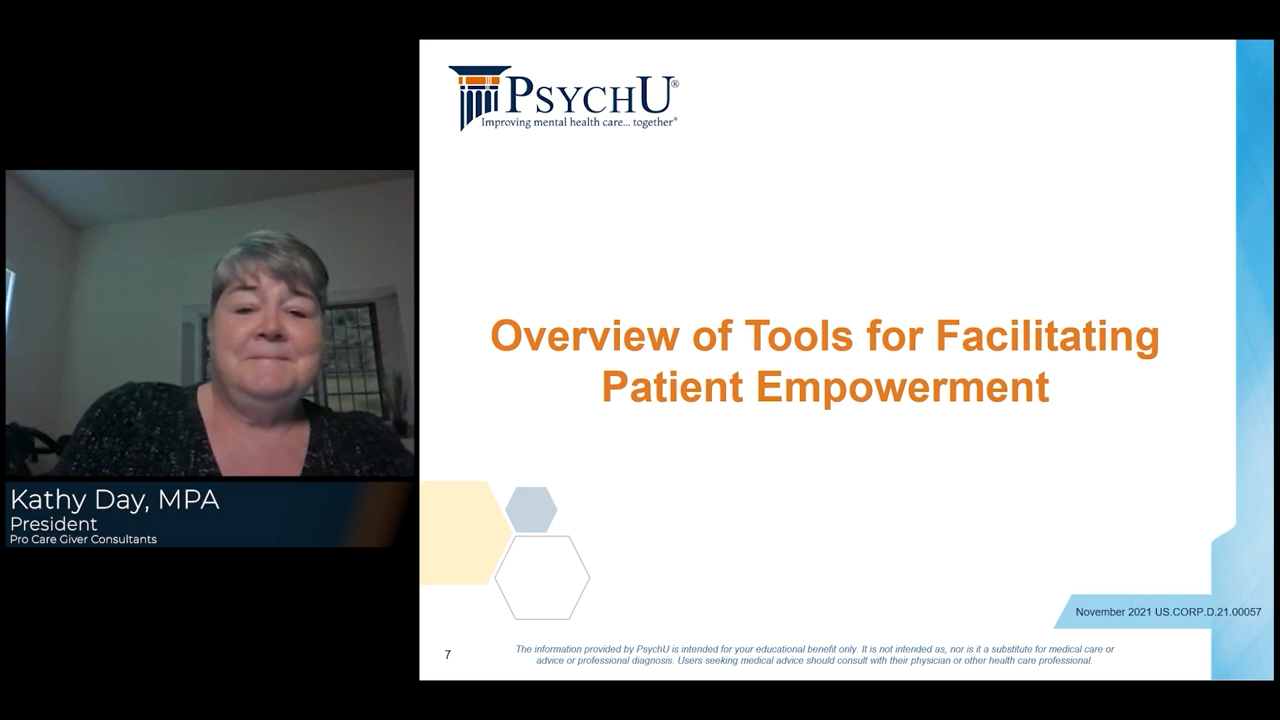 PSYCHU®
Improving mental health care... together®
Overview of Tools for Facilitating
Patient Empowerment
Kathy Day, MPA
President
Pro Care Giver Consultants
November 2021 US.CORP.D.21.00057
7
The information provided by PsychU is intended for your educational benefit only. It is not intended as, nor is it a substitute for medical care or
advice or professional diagnosis. Users seeking medical advice should consult with their physician or other health care professional.